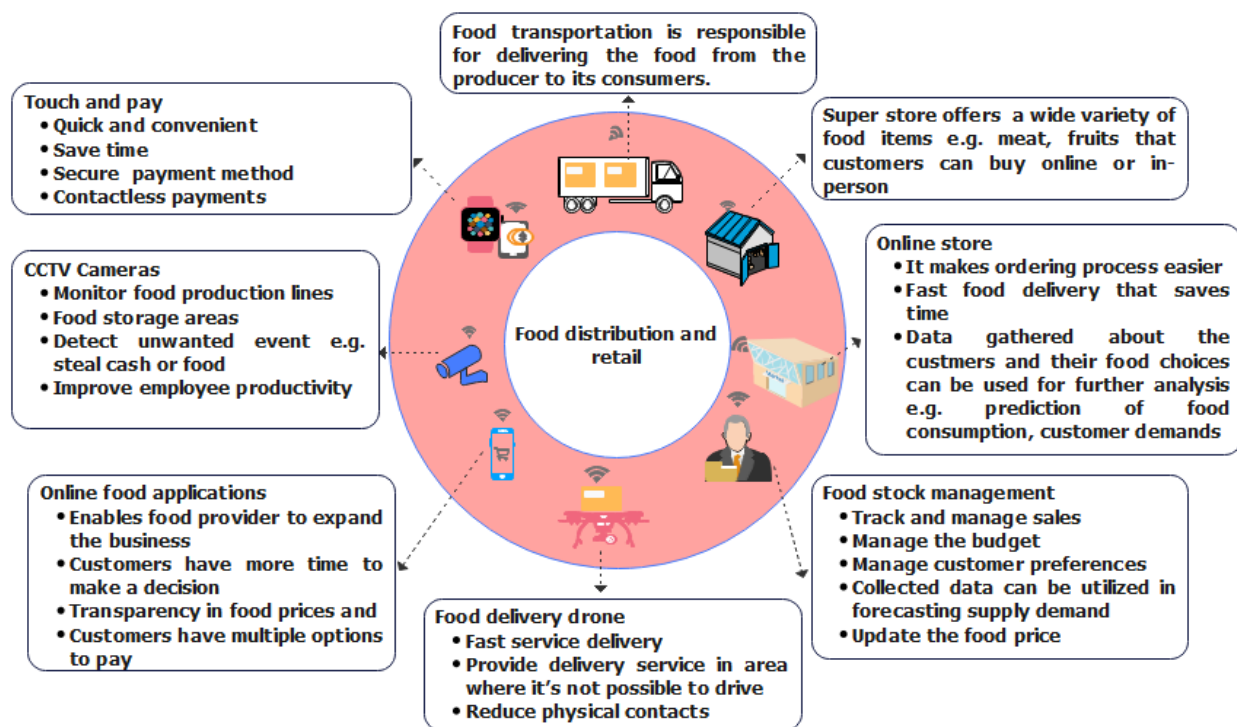 Food transportation is responsible
for delivering the food from the
producer to its consumers.
Touch and pay
• Quick and convenient
• Save time
• Secure payment method
• Contactless payments
Super store offers a wide variety of
food items e.g. meat, fruits that
customers can buy online or in-
person
CCTV Cameras
• Monitor food production lines
• Food storage areas
• Detect unwanted event e.g.
steal cash or food
• Improve employee productivity
Food distribution and
retail
Online store
• It makes ordering process easier
• Fast food delivery that saves
time
• Data gathered about the
custmers and their food choices
can be used for further analysis
e.g. prediction of food
consumption, customer demands
Online food applications
• Enables food provider to expand
the business
• Customers have more time to
make a decision
• Transparency in food prices and
• Customers have multiple options
to pay
Food delivery drone
• Fast service delivery
• Provide delivery service in area
where it’s not possible to drive
• Reduce physical contacts
Food stock management
• Track and manage sales
• Manage the budget
• Manage customer preferences
• Collected data can be utilized in
forecasting supply demand
• Update the food price